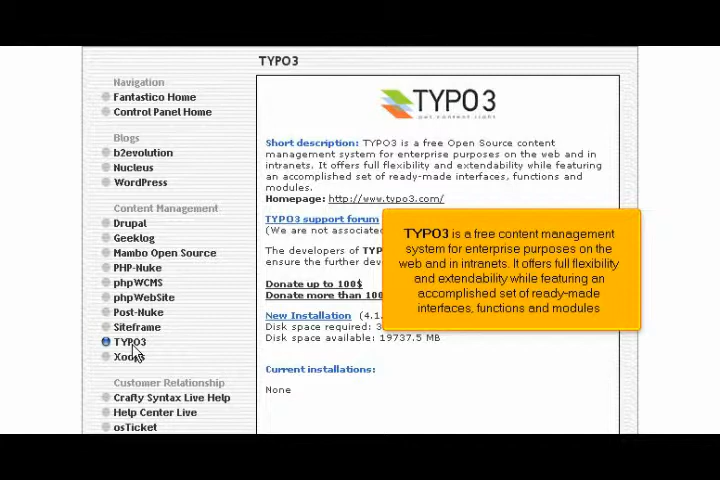 TYPO3
Navigation
Fantastico Home
Control Panel Home
Blogs
b2evolution
Nucleus
WordPress
Content Management
Drupal
Geeklog
Mambo Open Source
PHP-Nuke
phpWCMS
phpWebSite
Post-Nuke
Siteframe
TYPO3
Customer Relationship
Crafty Syntax Live Help
Help Center Live
osTicket
TYPO3
get content right
Short description: TYPO3 is a free Open Source content
management system for enterprise purposes on the web and in
intranets. It offers full flexibility and extendability while featuring
an accomplished set of ready-made interfaces, functions and
modules.
Homepage: http://www.typo3.com/
TYPO3 support forum
(We are not associate
The developers of TYP
ensure the further dev
Donate up to 100$
Donate more than 100
New Installation (4.1.
Disk space required: 3
Disk space available: 19737.5 MB
Current installations:
None
TYPO3 is a free content management
system for enterprise purposes on the
web and in intranets. It offers full flexibility
and extendability while featuring an
accomplished set of ready-made
interfaces, functions and modules